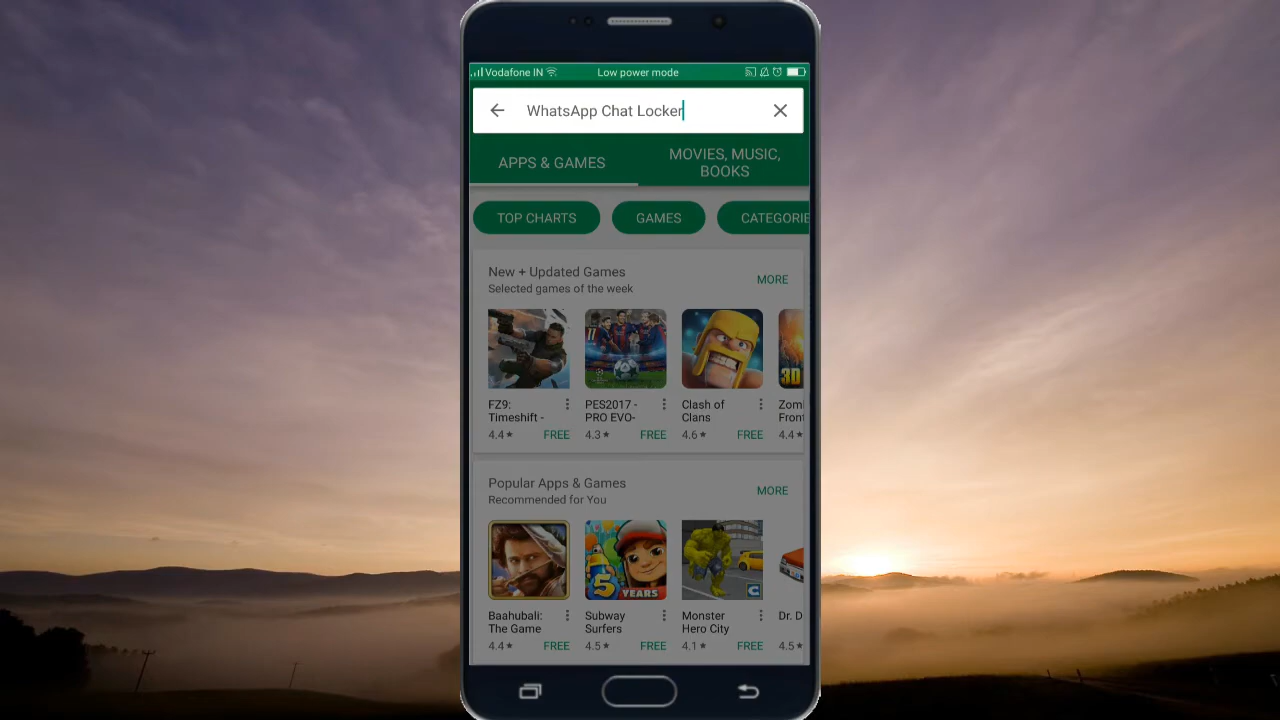 Vodafone IN
Low power mode
WhatsApp Chat Locker
APPS & GAMES
MOVIES, MUSIC,
BOOKS
TOP CHARTS
GAMES
CATEGORIE
New + Updated Games
Selected games of the week
MORE
3D
FZ9:
Timeshift -
4.4★
FREE
PES2017 -
PRO EVO-
4.3★
FREE
Clash of
Clans
4.6★
FREE
Zom
Front
4.4★
Popular Apps & Games
Recommended for You
MORE
5
YEARS
C
Baahubali:
The Game
4.4★
FREE
Subway
Surfers
4.5★
FREE
Monster
Hero City
4.1★
FREE
Dr. D
4.5★